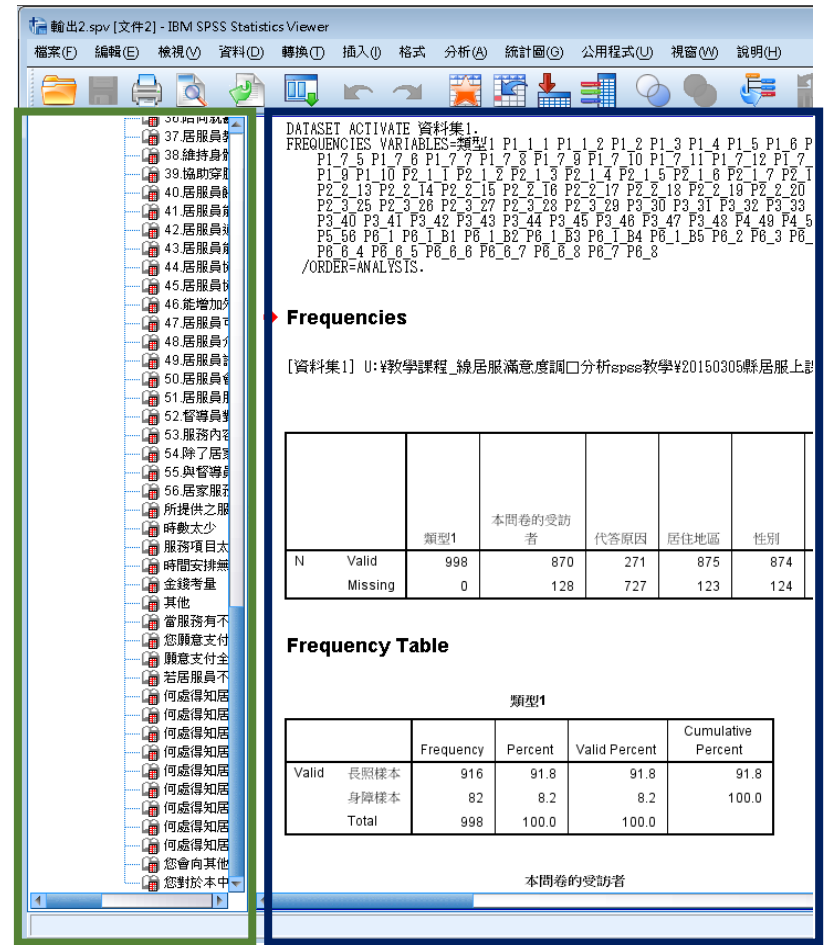 輸出2.spv [文件2] - IBM SPSS Statistics Viewer
檔案(F) 編輯(E) 檢視(V) 資料(D) 轉換(T) 插入(I) 格式 分析(A) 統計圖(G) 公用程式(U) 視窗(W) 說明(H)
37.居服員
38.維持身
39.協助穿
40.居服員
41.居服員
42.居服員
43.居服員
44.居服員
45.居服員
46.能增加
47.居服員
48.居服員
49.居服員
50.居服員
51.居服員
52.督導員
53.服務內容
54.除了居
55.與督導員
56.居家服務
所提供之服
時數太少
服務項目太
時間安排無
金錢考量
其他
當服務有不
您願意支付
願意支付全
若居服員不
何處得知居
何處得知居
何處得知居
何處得知居
何處得知居
何處得知居
何處得知居
何處得知居
何處得知居
您會向其他
您對於本中
DATASET ACTIVATE 資料集1.
FREQUENCIES VARIABLES=類型1 P1_1_1 P1_1_2 P1_2 P1_3 P1_4 P1_5 P1_6 P
P1_7_5 P1_7_6 P1_7_7 P1_7_8 P1_7_9 P1_7_10 P1_7_11 P1_7_12 P1_7_
P1_9 P1_10 P2_1_1 P2_1_2 P2_1_3 P2_1_4 P2_1_5 P2_1_6 P2_1_7 P2_1
P2_2_13 P2_2_14 P2_2_15 P2_2_16 P2_2_17 P2_2_18 P2_2_19 P2_2_20
P2_3_25 P2_3_26 P2_3_27 P2_3_28 P2_3_29 P3_30 P3_31 P3_32 P3_33
P3_40 P3_41 P3_42 P3_43 P3_44 P3_45 P3_46 P3_47 P3_48 P4_49 P4_5
P5_56 P6_1 P6_1_B1 P6_1_B2 P6_1_B3 P6_1_B4 P6_1_B5 P6_2 P6_3 P6_
P6_6_4 P6_6_5 P6_6_6 P6_6_7 P6_6_8 P6_7 P6_8
/ORDER=ANALYSIS.
Frequencies
[資料集1] U:¥教學課程_線居服滿意度調□分析spss教學¥20150305縣居服上
類型1 本問卷的受訪者 代答原因 居住地區 性別
N Valid 998 870 271 875 874
Missing 0 128 727 123 124
Frequency Table
類型1
Frequency Percent Valid Percent Cumulative Percent
Valid 長照樣本 916 91.8 91.8 91.8
身障樣本 82 8.2 8.2 100.0
Total 998 100.0 100.0
本問卷的受訪者